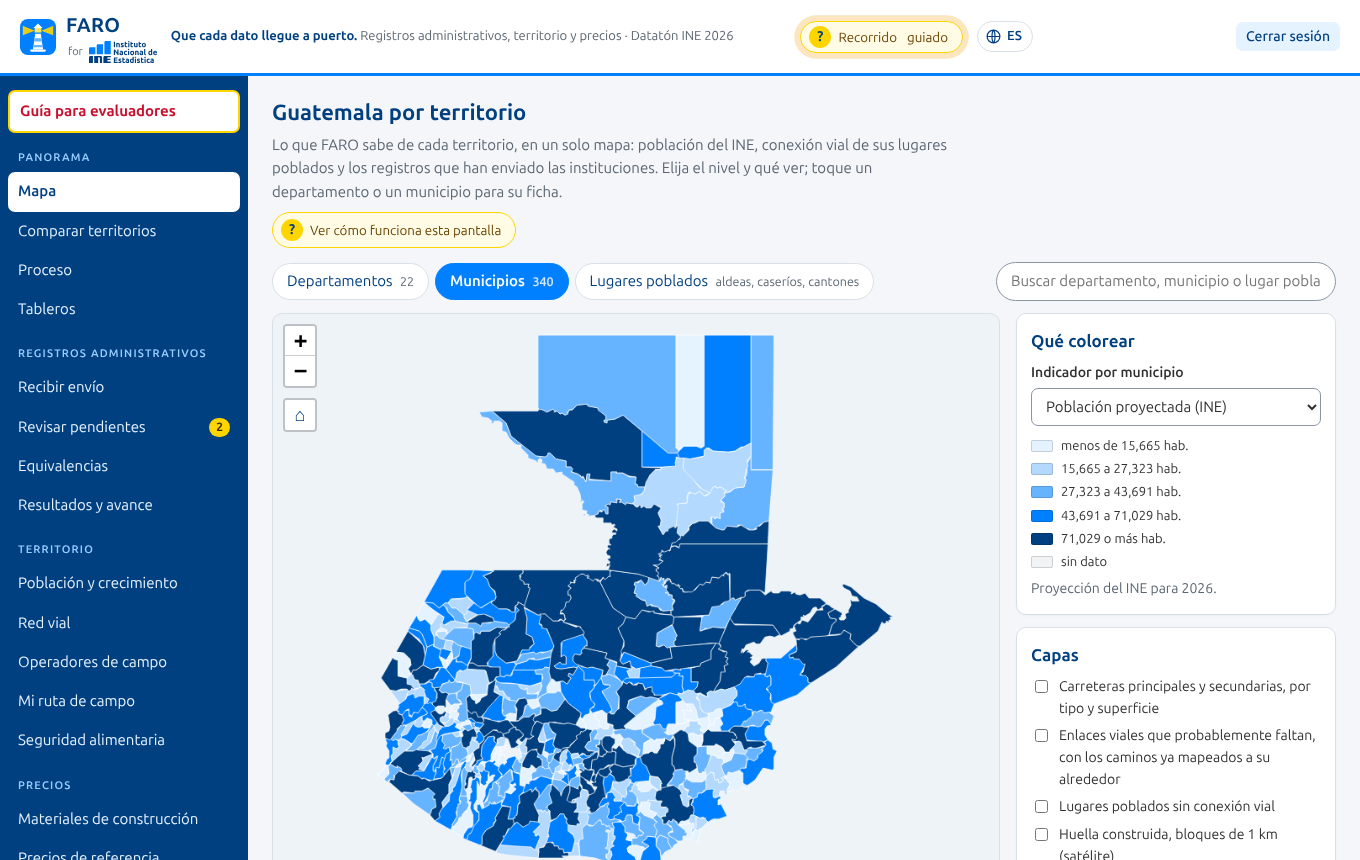 FARO
for Instituto Nacional de Estadística
INE
Que cada dato llegue a puerto. Registros administrativos, territorio y precios · Datatón INE 2026
? Recorrido guiado
ES
Cerrar sesión
Guía para evaluadores
PANORAMA
Mapa
Comparar territorios
Proceso
Tableros
REGISTROS ADMINISTRATIVOS
Recibir envío
Revisar pendientes 2
Equivalencias
Resultados y avance
TERRITORIO
Población y crecimiento
Red vial
Operadores de campo
Mi ruta de campo
Seguridad alimentaria
PRECIOS
Materiales de construcción
Precios de referencia
Guatemala por territorio
Lo que FARO sabe de cada territorio, en un solo mapa: población del INE, conexión vial de sus lugares
poblados y los registros que han enviado las instituciones. Elija el nivel y qué ver; toque un
departamento o un municipio para su ficha.
? Ver cómo funciona esta pantalla
Departamentos 22
Municipios 340
Lugares poblados aldeas, caseríos, cantones
Buscar departamento, municipio o lugar pobla
+
−
⌂
Qué colorear
Indicador por municipio
Población proyectada (INE)
menos de 15,665 hab.
15,665 a 27,323 hab.
27,323 a 43,691 hab.
43,691 a 71,029 hab.
71,029 o más hab.
sin dato
Proyección del INE para 2026.
Capas
Carreteras principales y secundarias, por
tipo y superficie
Enlaces viales que probablemente faltan,
con los caminos ya mapeados a su
alrededor
Lugares poblados sin conexión vial
Huella construida, bloques de 1 km
(satélite)